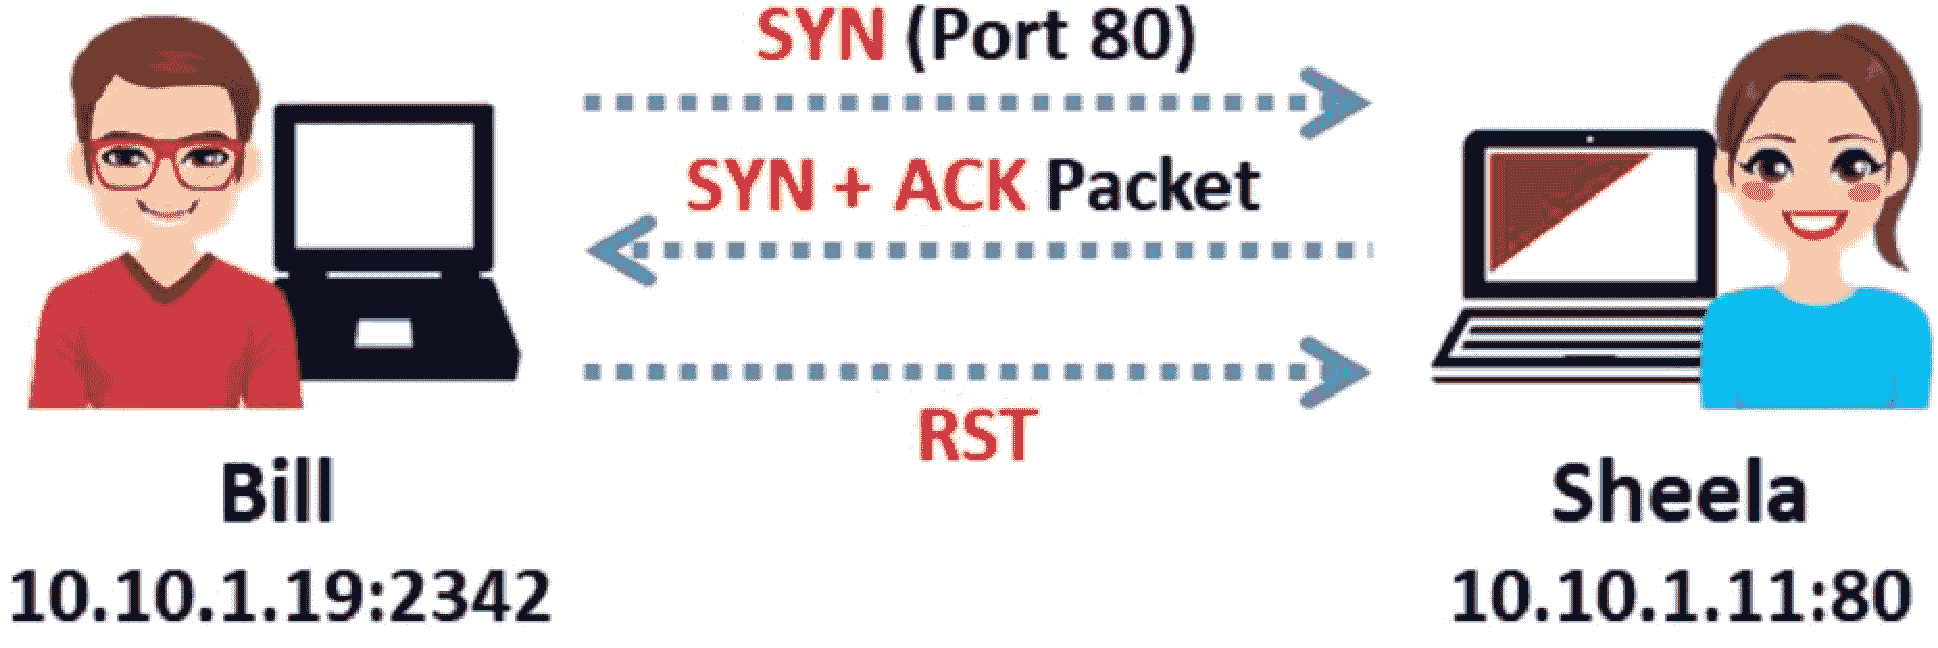 SYN (Port 80)
SYN + ACK Packet
RST
Bill
10.10.1.19:2342
Sheela
10.10.1.11:80